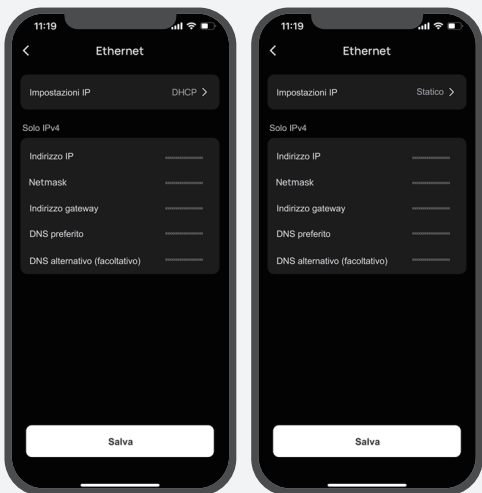 11:19
Ethernet
Impostazioni IP DHCP
Solo IPv4
Indirizzo IP
Netmask
Indirizzo gateway
DNS preferito
DNS alternativo (facoltativo)
Salva
11:19
Ethernet
Impostazioni IP Statico
Solo IPv4
Indirizzo IP
Netmask
Indirizzo gateway
DNS preferito
DNS alternativo (facoltativo)
Salva